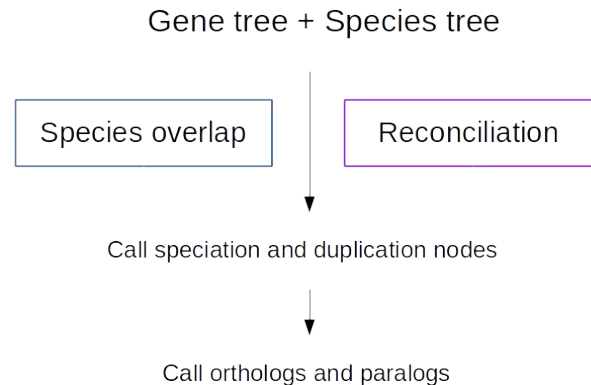 Gene tree + Species tree
Species overlap
Reconciliation
Call speciation and duplication nodes
Call orthologs and paralogs